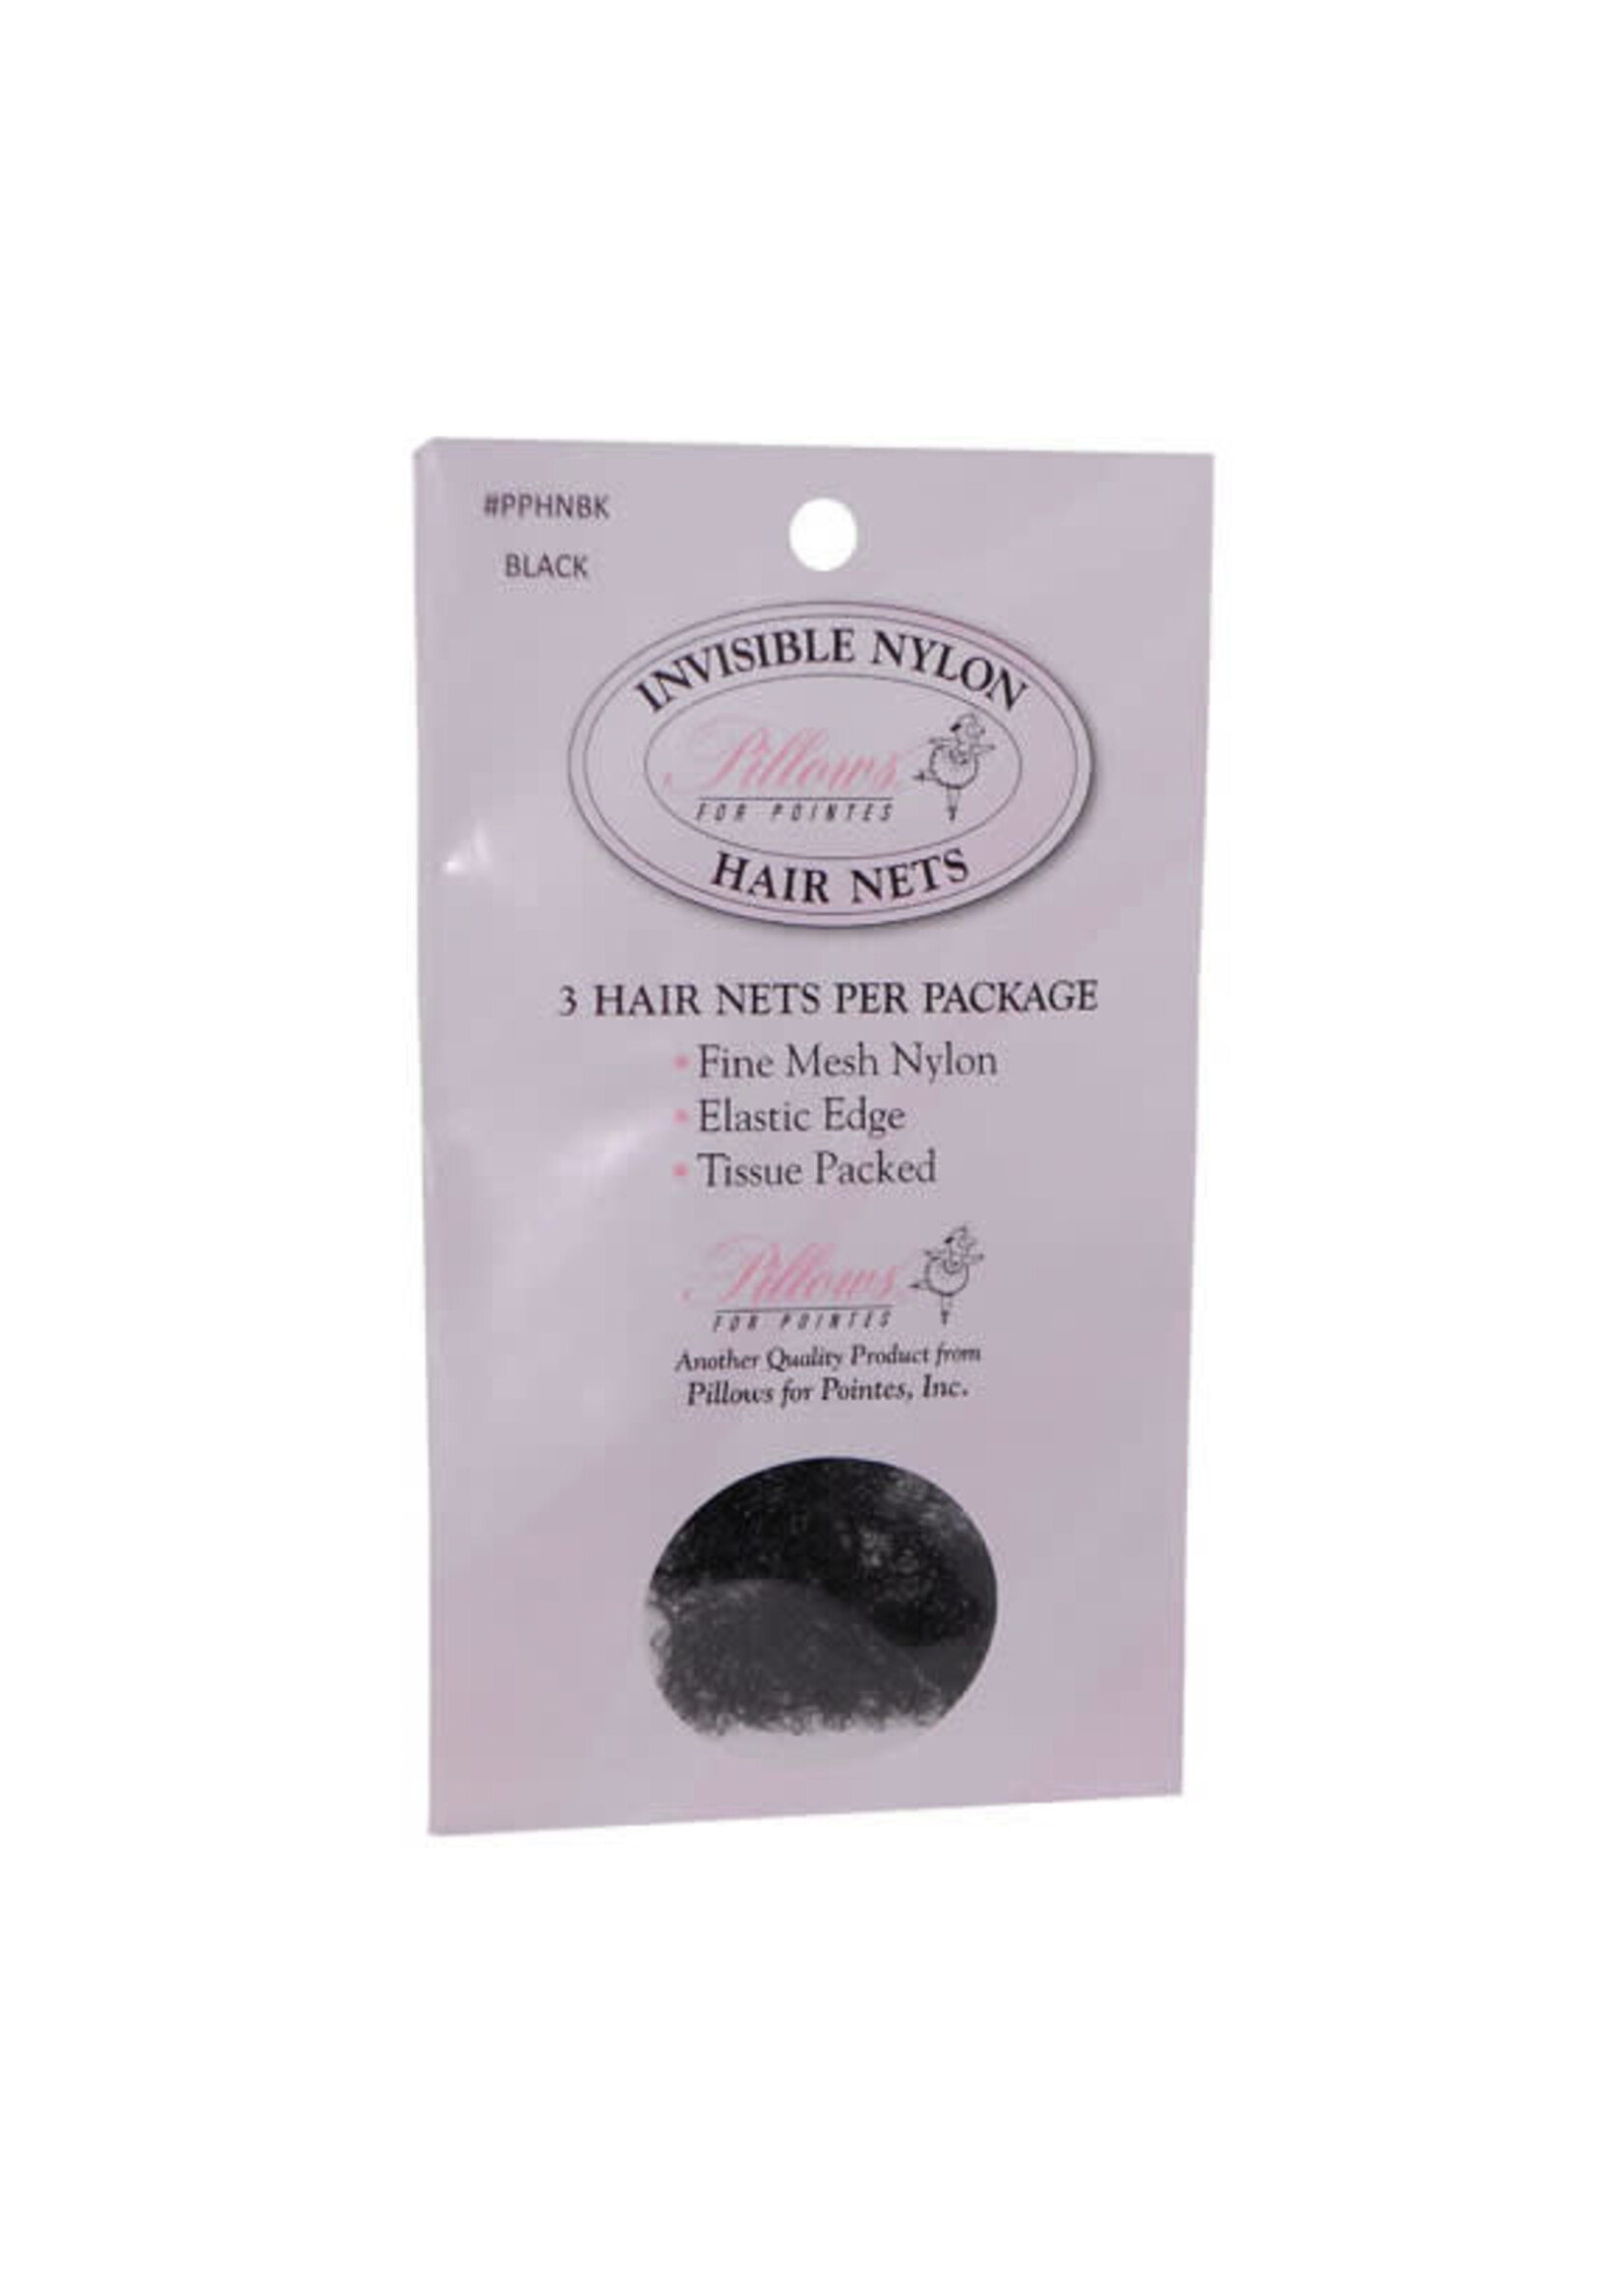 #PPHNBK
BLACK
INVISIBLE NYLON
Pillows
FOR POINTES
HAIR NETS
3 HAIR NETS PER PACKAGE
• Fine Mesh Nylon
• Elastic Edge
• Tissue Packed
Pillows
FOR POINTES
Another Quality Product from
Pillows for Pointes, Inc.